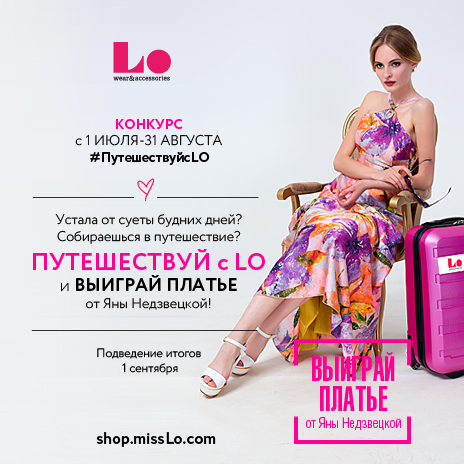 Lo
wear&accessories
КОНКУРС
с 1 ИЮЛЯ-31 АВГУСТА
#ПутешествуйсLO
Устала от суеты будних дней?
Собираешься в путешествие?
ПУТЕШЕСТВУЙ с LO
и ВЫИГРАЙ ПЛАТЬЕ
от Яны Недзвецкой!
Подведение итогов
1 сентября
shop.missLo.com
Lo
ВЫИГРАЙ
ПЛАТЬЕ
от Яны Недзвецкой